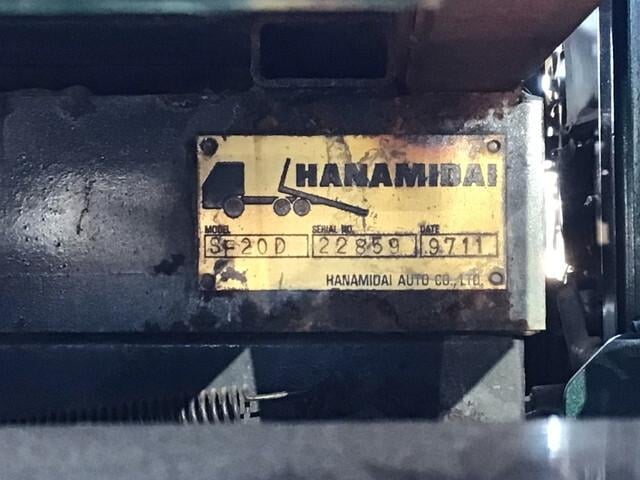 HANAMIDAI
MODEL SERIAL NO. DATE
SF20D 22859 9711
HANAMIDAI AUTO CO., LTD.